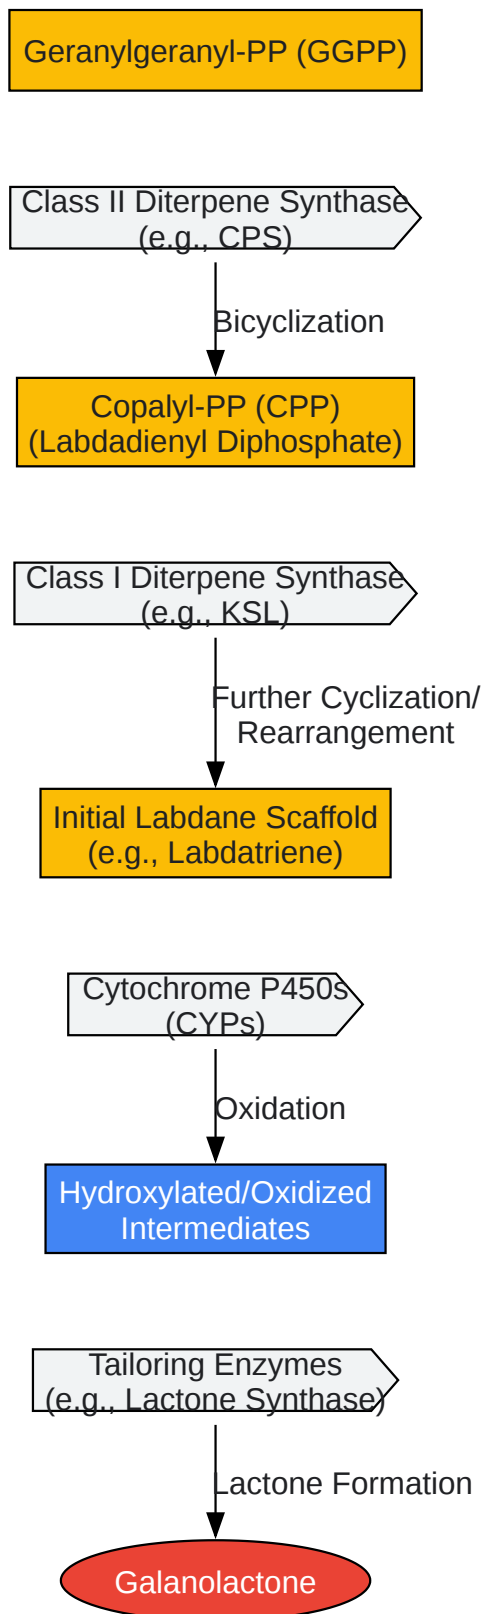 Geranylgeranyl-PP (GGPP)
Class II Diterpene Synthase
(e.g., CPS)
Bicyclization
Copalyl-PP (CPP)
(Labdadienyl Diphosphate)
Class I Diterpene Synthase
(e.g., KSL)
Further Cyclization/
Rearrangement
Initial Labdane Scaffold
(e.g., Labdatriene)
Cytochrome P450s
(CYPs)
Oxidation
Hydroxylated/Oxidized
Intermediates
Tailoring Enzymes
(e.g., Lactone Synthase)
Lactone Formation
Galanolactone